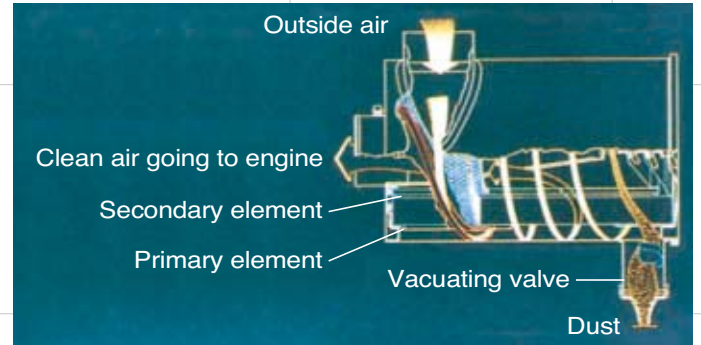 Outside air
Clean air going to engine
Secondary element
Primary element
Vacuating valve
Dust